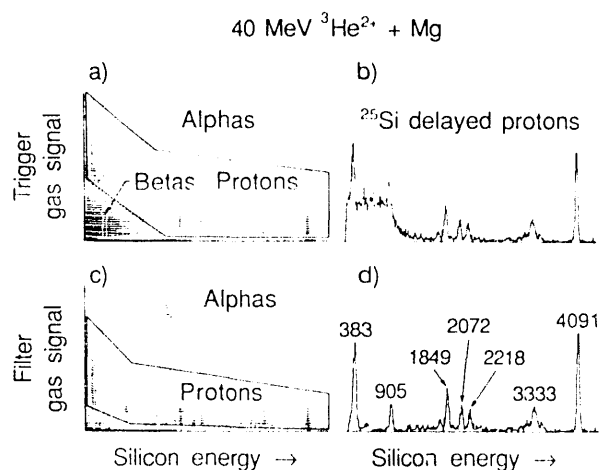 40 MeV ³He²⁺ + Mg
a)
Alphas
Betas Protons
Trigger
gas signal
b)
²⁵Si delayed protons
c)
Alphas
Protons
Filter
gas signal
Silicon energy →
d)
383
905
1849
2072
2218
3333
4091
Silicon energy →